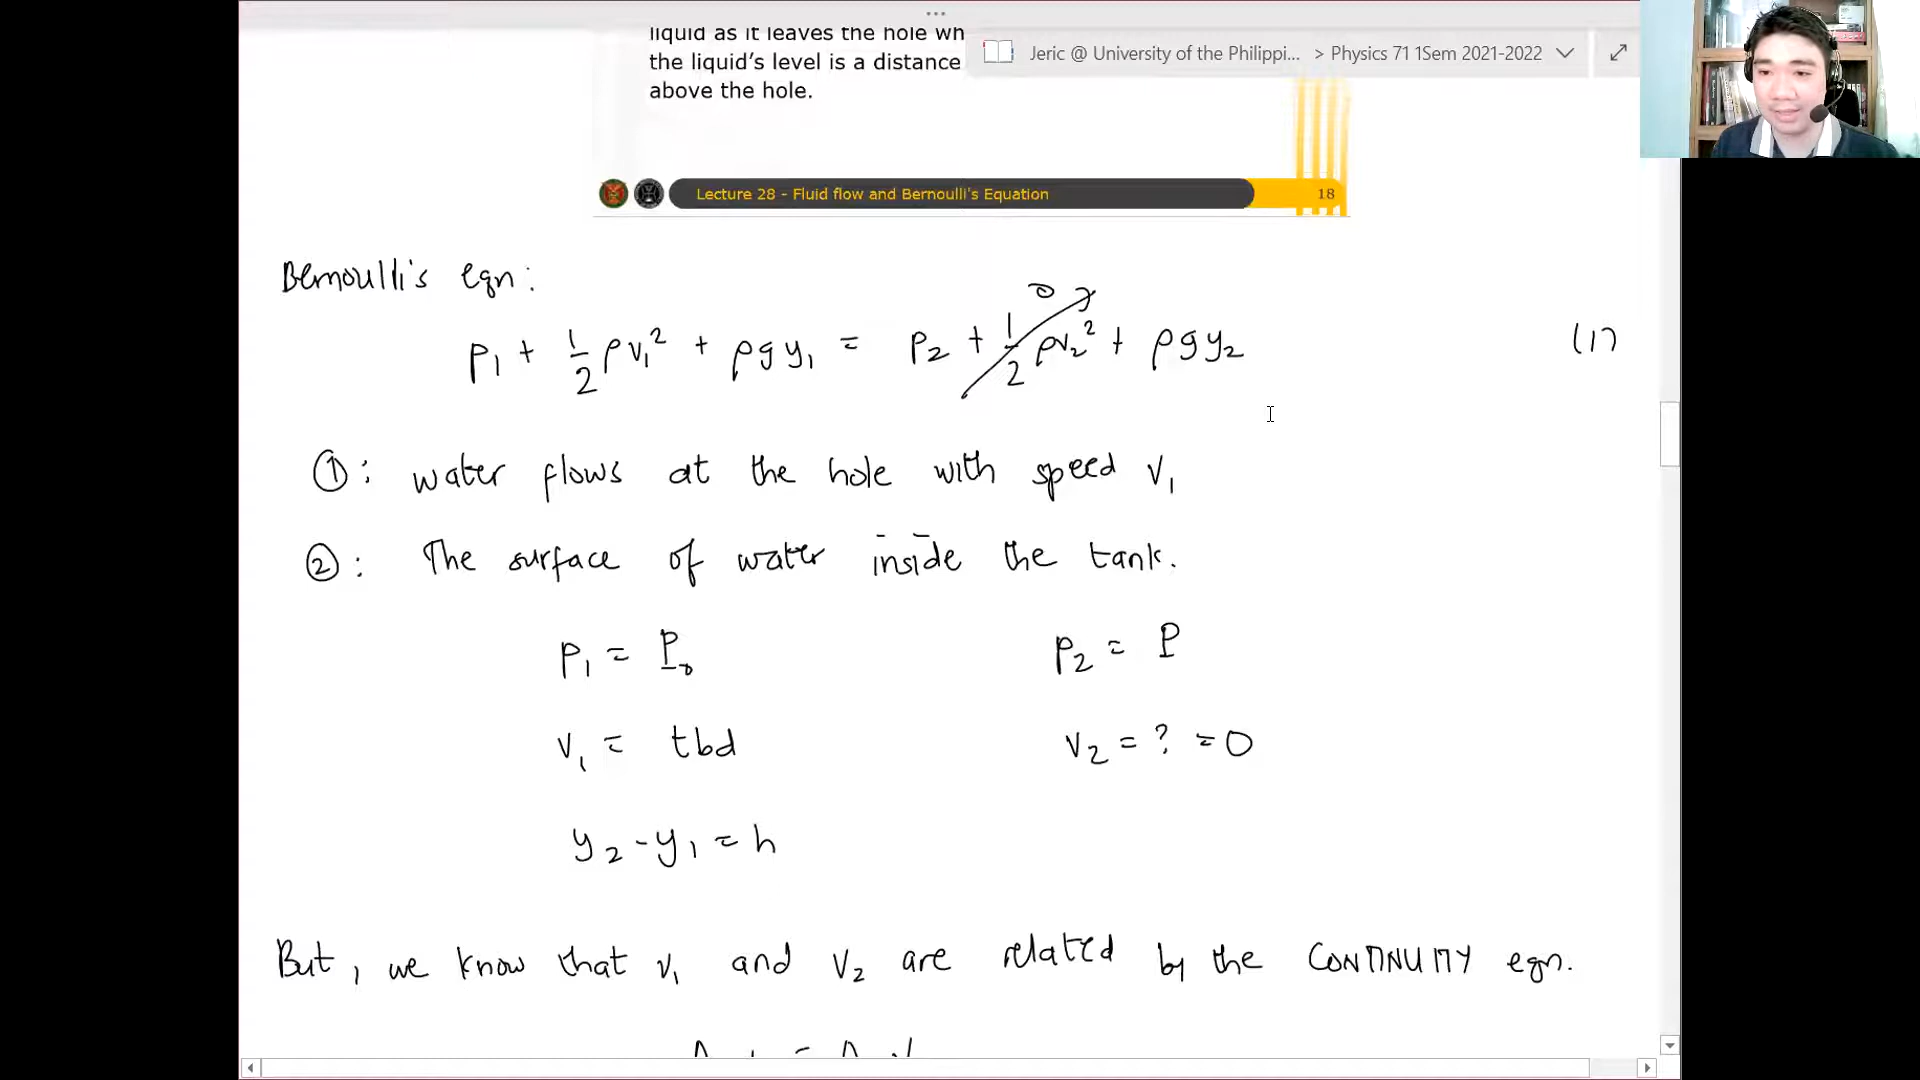 liquid as it leaves the hole wh
the liquid's level is a distance
above the hole.
Jeric @ University of the Philippi... > Physics 71 1Sem 2021-2022
Lecture 28 - Fluid flow and Bernoulli's Equation 18
Bernoulli's eqn:
p₁ + 1/2 ρv₁² + ρgy₁ = p₂ + 1/2 ρv₂² + ρgy₂ (1)
0
①: water flows at the hole with speed v₁
②: The surface of water inside the tank.
p₁ = P₀ p₂ = P
v₁ = tbd v₂ = ? = 0
y₂ - y₁ = h
But, we know that v₁ and v₂ are related by the CONTINUITY eqn.